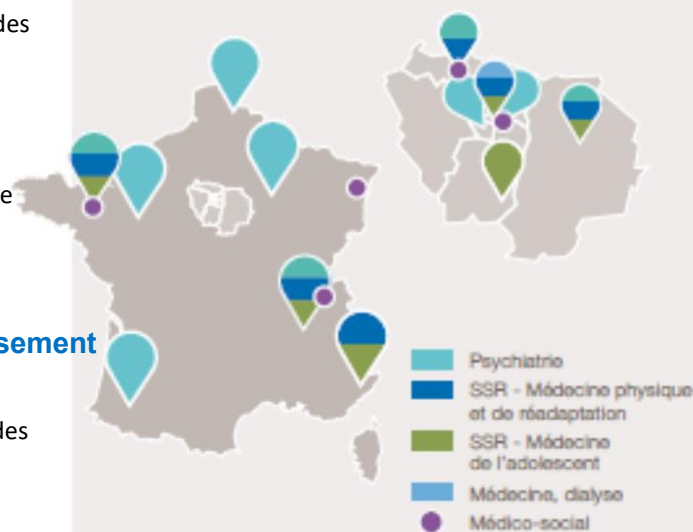 des
e
sement
des
Psychiatrie
SSR - Médecine physique
et de réadaptation
SSR - Médecine
de l'adolescent
Médecine, dialyse
Médico-social